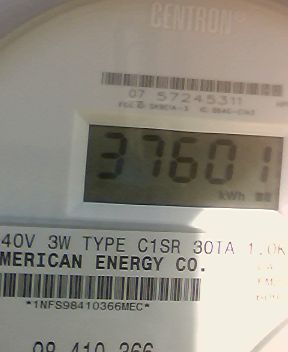 CENTRON®
07 57245311
37601
kWh
40V 3W TYPE C1SR 30TA 1.0K
MERICAN ENERGY CO.
*1NFS98410366MEC*
98 410 366